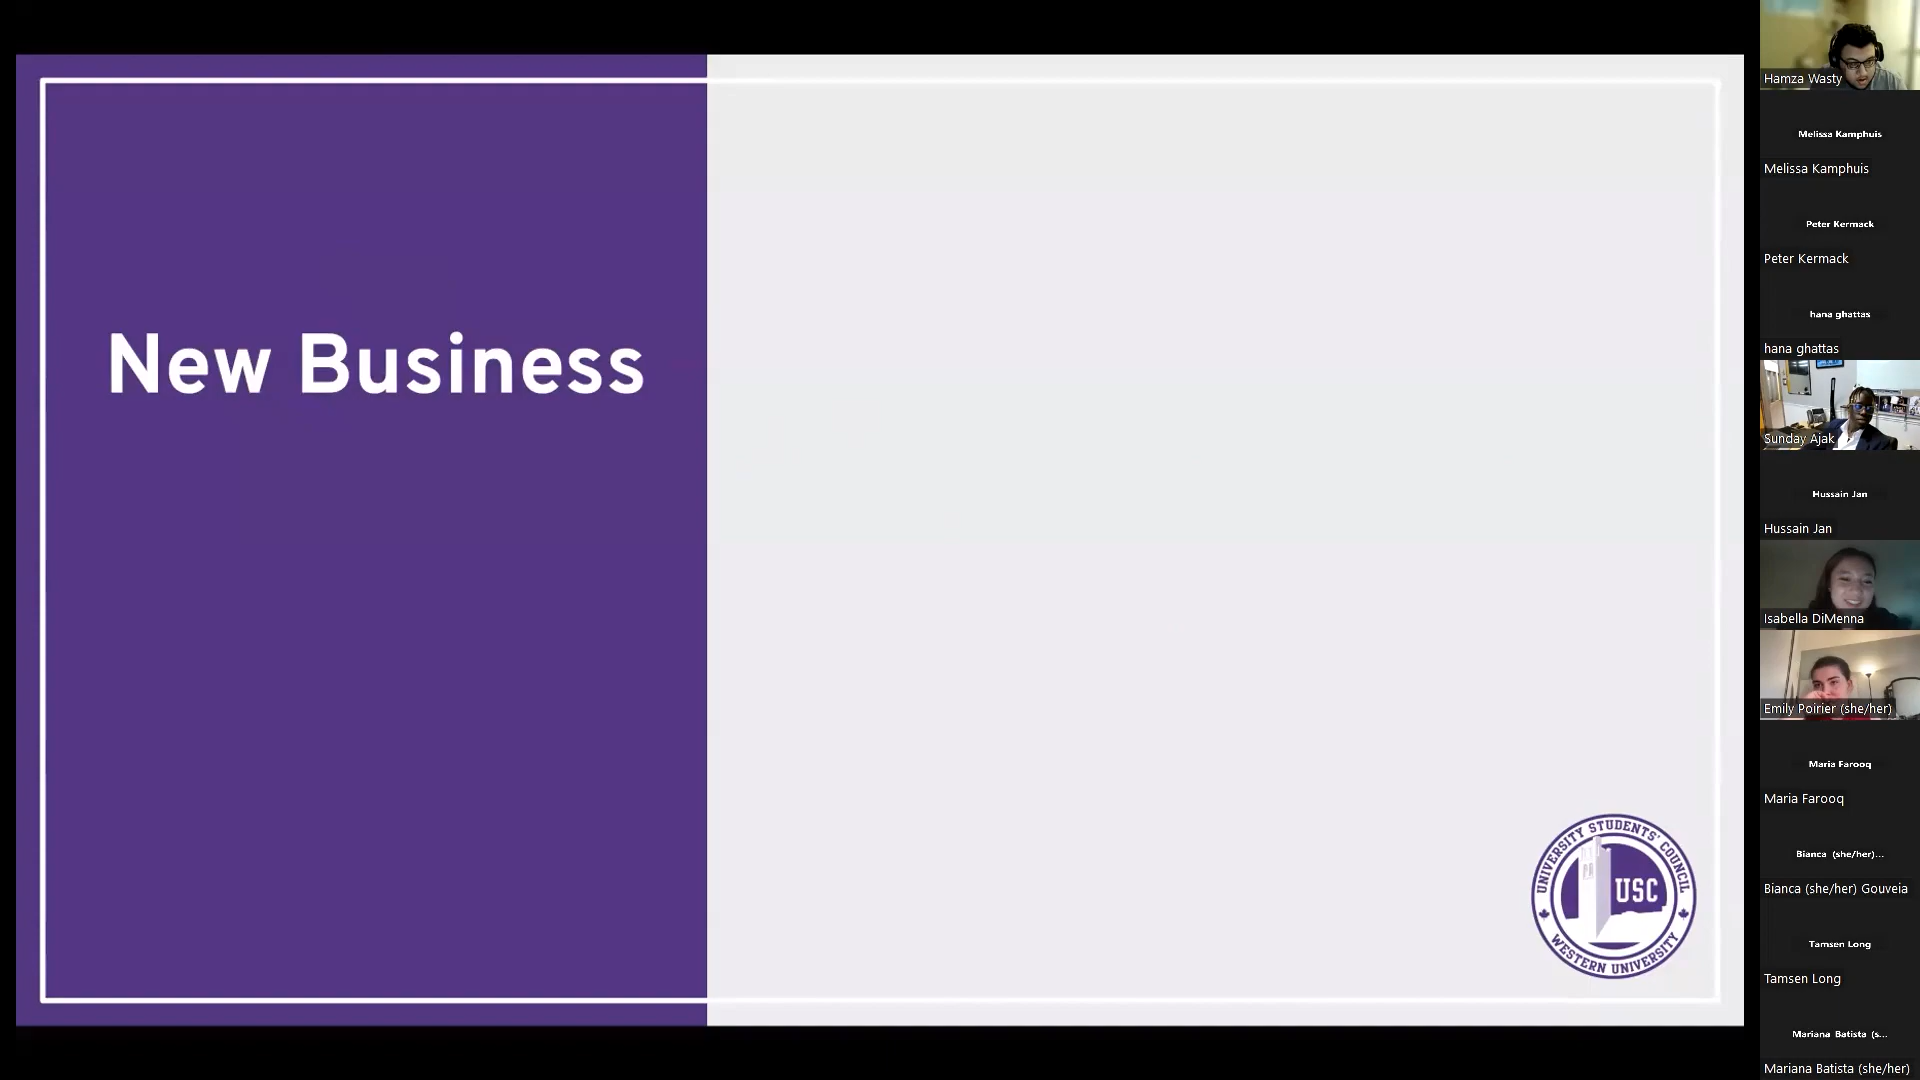 New Business
UNIVERSITY STUDENTS' COUNCIL
USC
WESTERN UNIVERSITY
Hamza Wasty
Melissa Kamphuis
Melissa Kamphuis
Peter Kermack
Peter Kermack
hana ghattas
hana ghattas
Sunday Ajak
Hussain Jan
Hussain Jan
Isabella DiMenna
Emily Poirier (she/her)
Maria Farooq
Maria Farooq
Bianca (she/her)...
Bianca (she/her) Gouveia
Tamsen Long
Tamsen Long
Mariana Batista (s...
Mariana Batista (she/her)